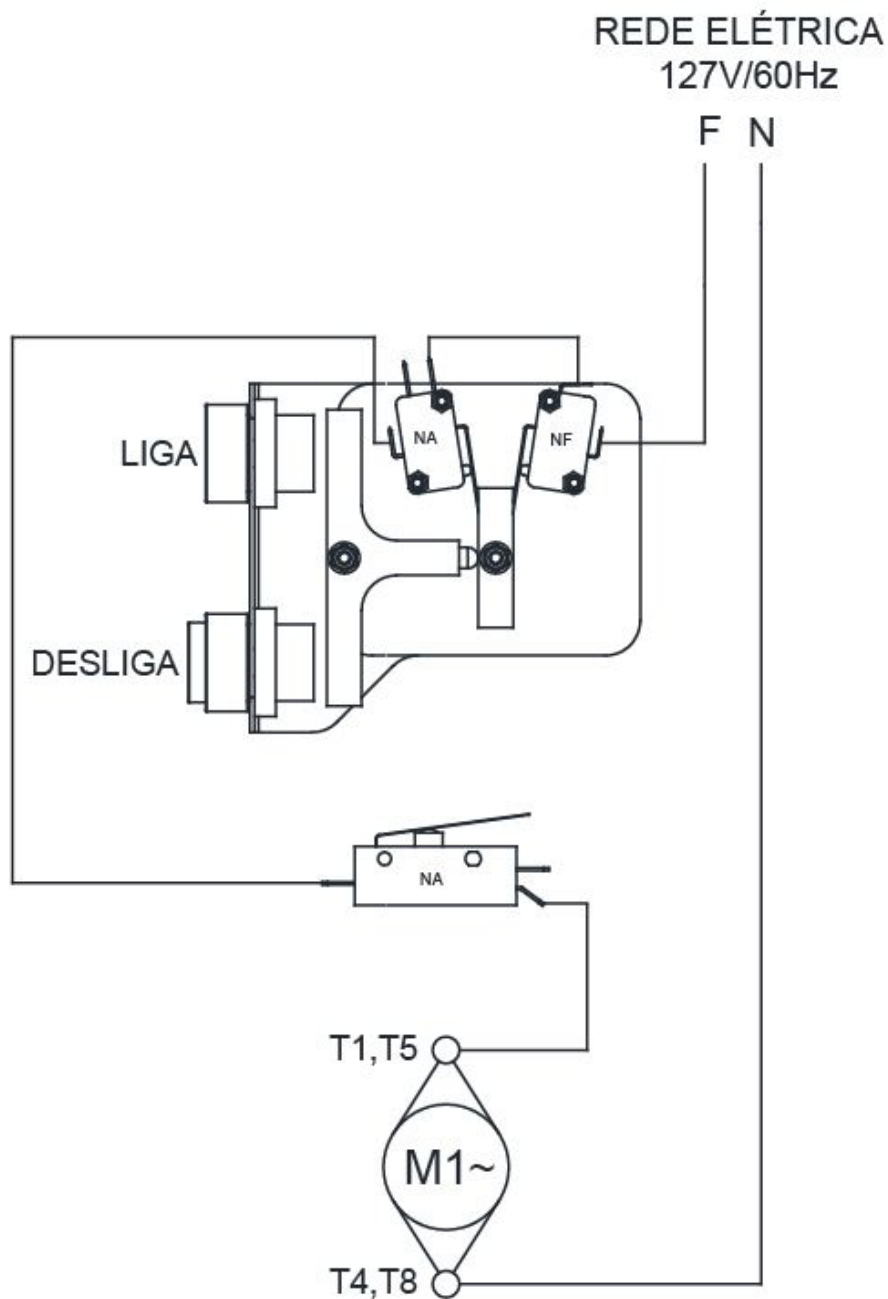 REDE ELÉTRICA
127V/60Hz
F N
NA
NF
LIGA
DESLIGA
NA
T1,T5
M1~
T4,T8